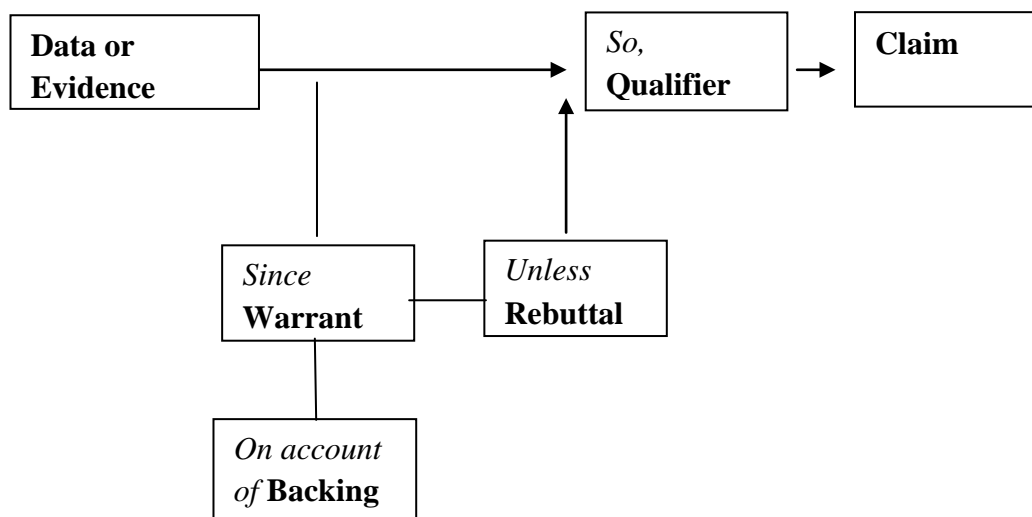 Data or
Evidence
So,
Qualifier
Claim
Since
Warrant
Unless
Rebuttal
On account
of Backing